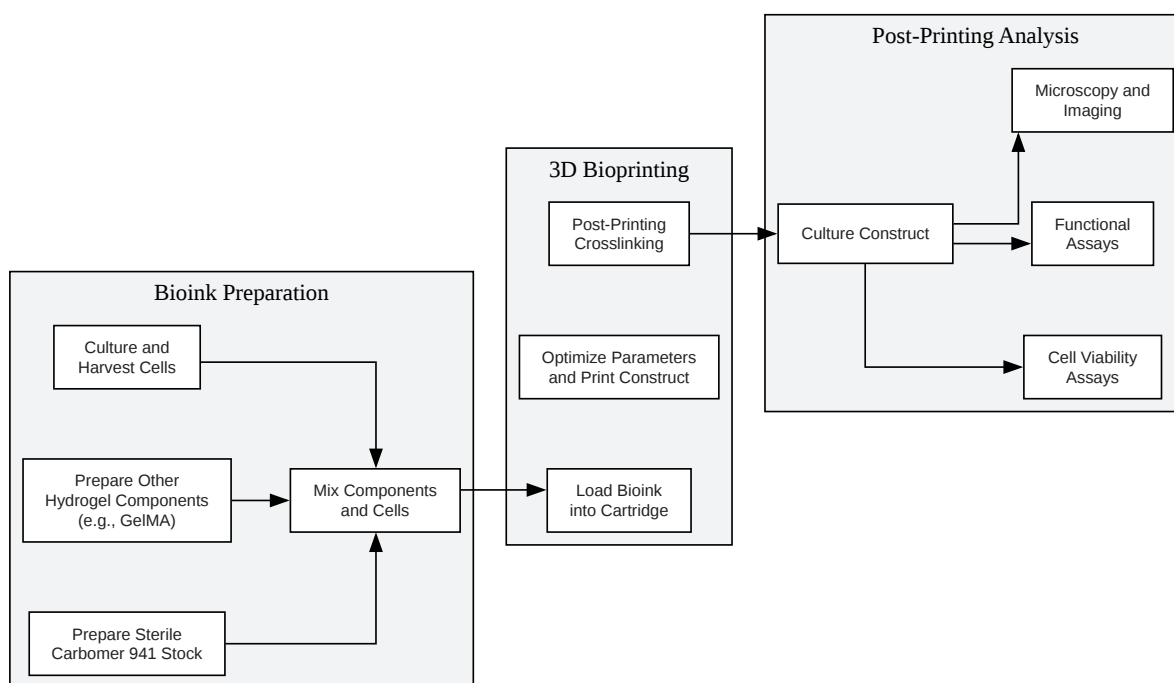 Bioink Preparation
Culture and
Harvest Cells
Prepare Other
Hydrogel Components
(e.g., GelMA)
Prepare Sterile
Carbomer 941 Stock
Mix Components
and Cells
3D Bioprinting
Post-Printing
Crosslinking
Optimize Parameters
and Print Construct
Load Bioink
into Cartridge
Post-Printing Analysis
Culture Construct
Microscopy and
Imaging
Functional
Assays
Cell Viability
Assays